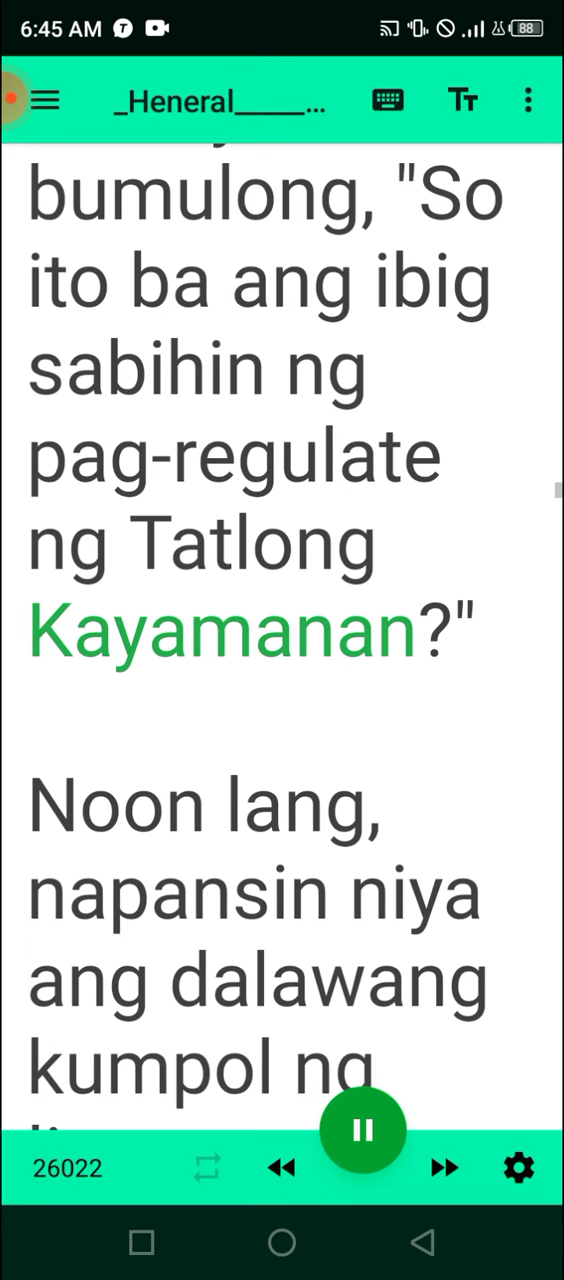 6:45 AM
88
_Heneral_____...
bumulong, "So
ito ba ang ibig
sabihin ng
pag-regulate
ng Tatlong
Kayamanan?"
Noon lang,
napansin niya
ang dalawang
kumpol ng
26022